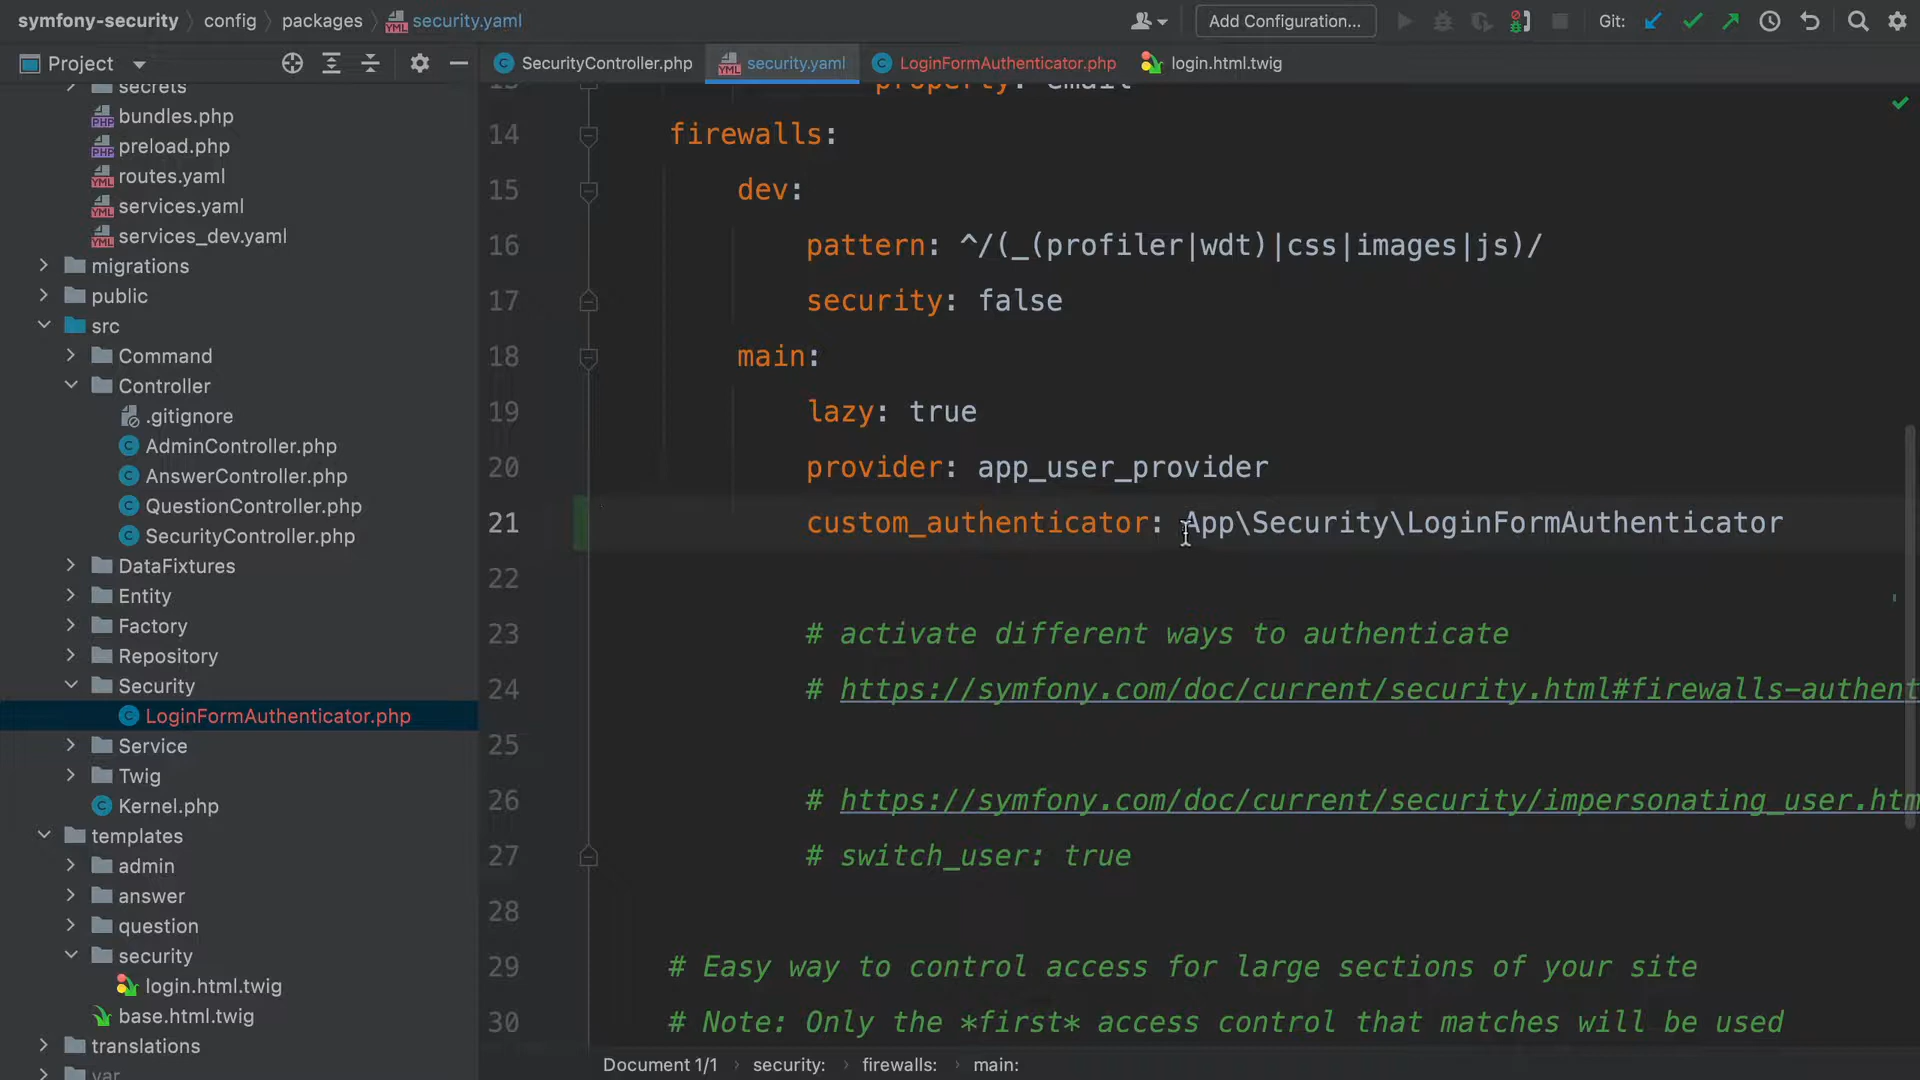 symfony-security config packages security.yaml
Add Configuration...
Git:
Project
SecurityController.php
security.yaml
LoginFormAuthenticator.php
login.html.twig
secrets
bundles.php
preload.php
routes.yaml
services.yaml
services_dev.yaml
migrations
public
src
Command
Controller
.gitignore
AdminController.php
AnswerController.php
QuestionController.php
SecurityController.php
DataFixtures
Entity
Factory
Repository
Security
LoginFormAuthenticator.php
Service
Twig
Kernel.php
templates
admin
answer
question
security
login.html.twig
base.html.twig
translations
var
property: email
14 firewalls:
15 dev:
16 pattern: ^/(_(profiler|wdt)|css|images|js)/
17 security: false
18 main:
19 lazy: true
20 provider: app_user_provider
21 custom_authenticator: App\Security\LoginFormAuthenticator
22
23 # activate different ways to authenticate
24 # https://symfony.com/doc/current/security.html#firewalls-authent
25
26 # https://symfony.com/doc/current/security/impersonating_user.htm
27 # switch_user: true
28
29 # Easy way to control access for large sections of your site
30 # Note: Only the *first* access control that matches will be used
Document 1/1 security: firewalls: main: